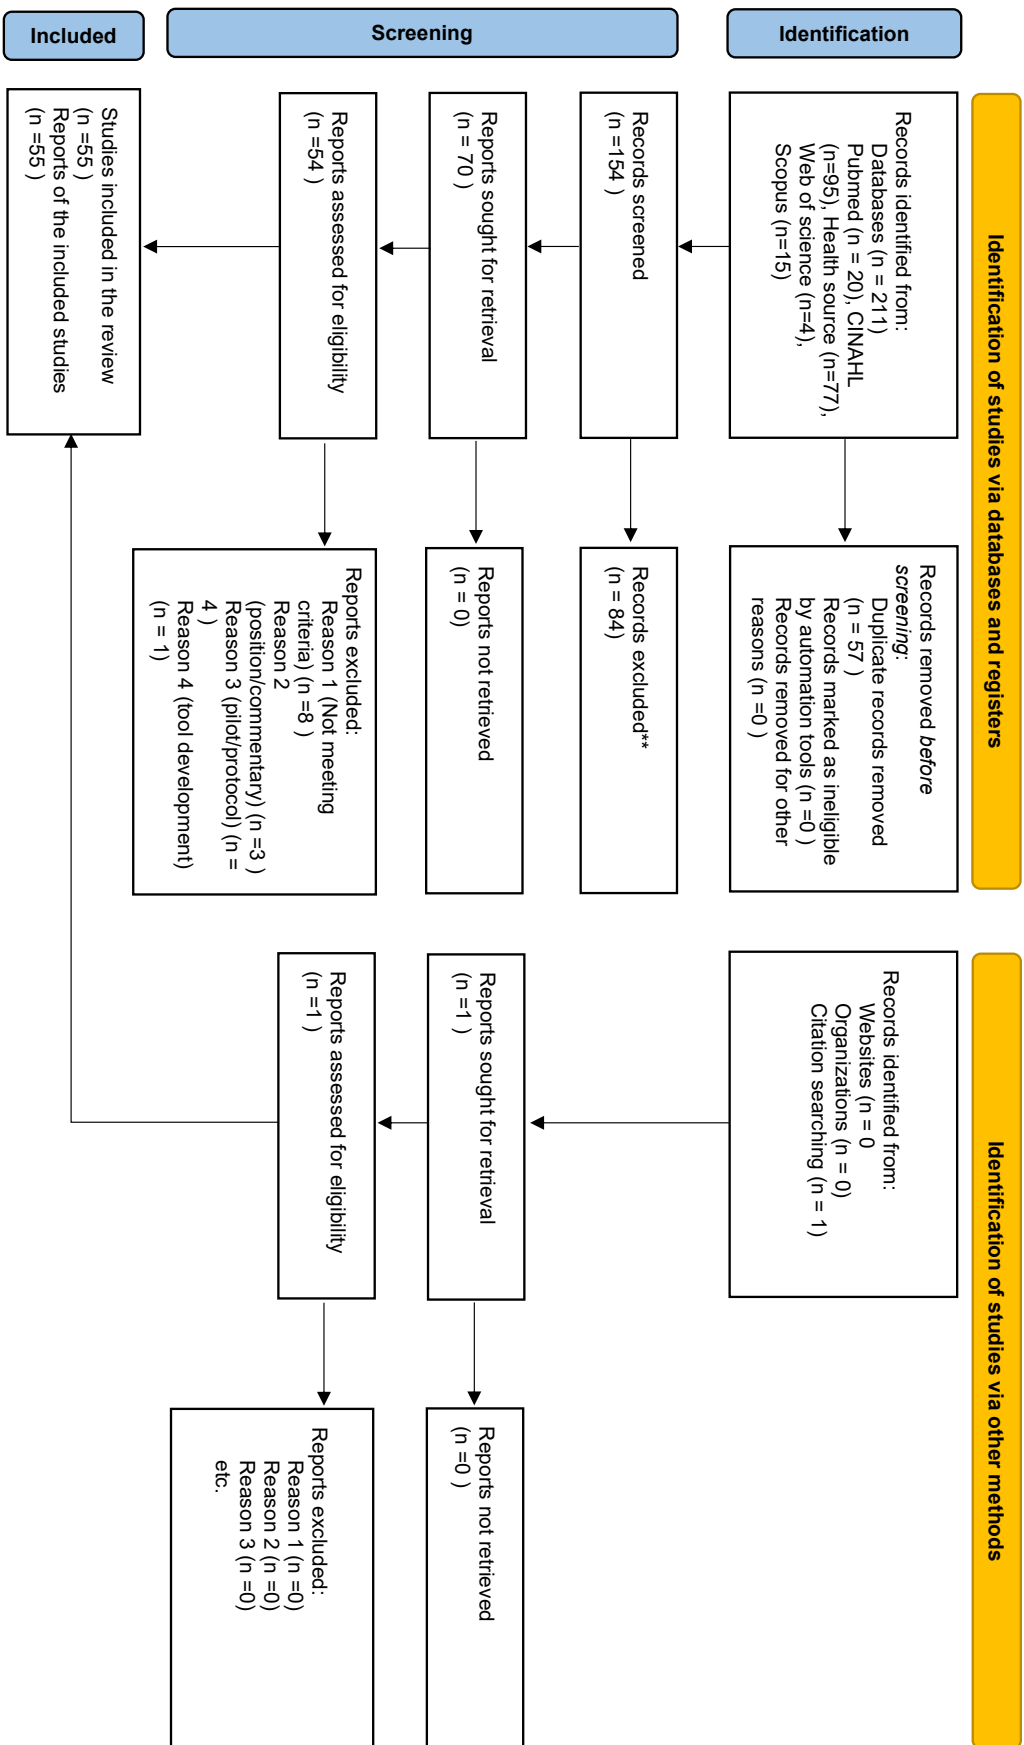 Identification of studies via databases and registers
Identification of studies via other methods
Identification
Records identified from:
Databases (n = 211)
Pubmed (n = 20), CINAHL
(n=95), Health source (n=77),
Web of science (n=4),
Scopus (n=15)
Records removed before
screening:
Duplicate records removed
(n = 57 )
Records marked as ineligible
by automation tools (n =0 )
Records removed for other
reasons (n =0 )
Records identified from:
Websites (n = 0
Organizations (n = 0)
Citation searching (n = 1)
Screening
Records screened
(n =154 )
Records excluded**
(n = 84)
Reports sought for retrieval
(n = 70 )
Reports not retrieved
(n = 0)
Reports sought for retrieval
(n =1 )
Reports not retrieved
(n =0 )
Reports assessed for eligibility
(n =54 )
Reports excluded:
Reason 1 (Not meeting
criteria) (n =8 )
Reason 2
(position/commentary) (n =3 )
Reason 3 (pilot/protocol) (n =
4 )
Reason 4 (tool development)
(n = 1)
Reports assessed for eligibility
(n =1 )
Reports excluded:
Reason 1 (n =0)
Reason 2 (n =0)
Reason 3 (n =0)
etc.
Included
Studies included in the review
(n =55 )
Reports of the included studies
(n =55 )